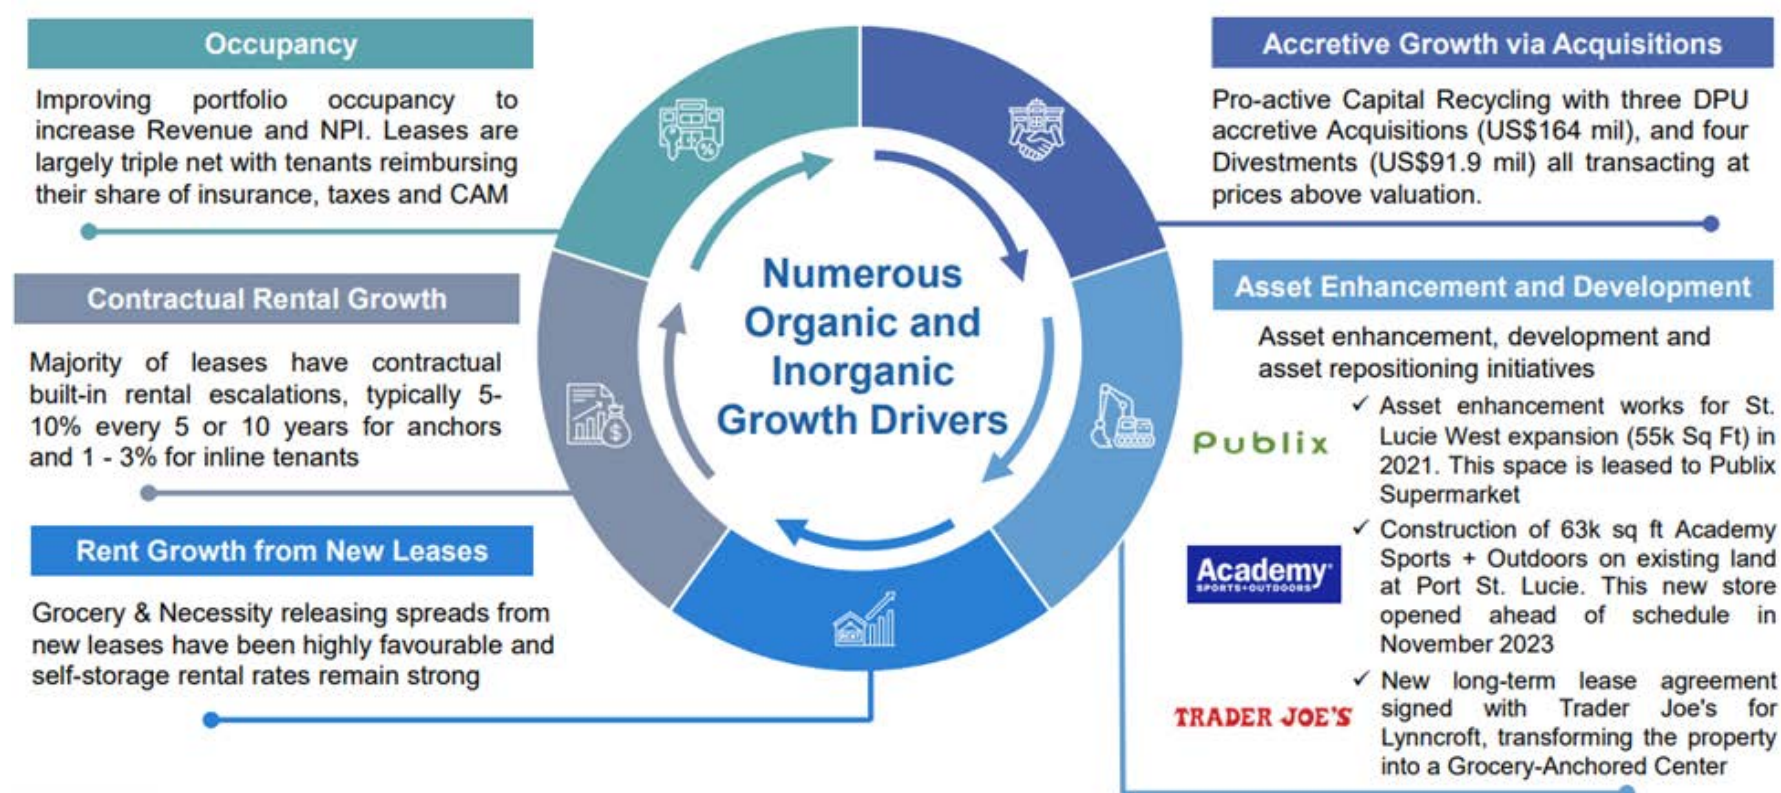 Occupancy
Improving portfolio occupancy to
increase Revenue and NPI. Leases are
largely triple net with tenants reimbursing
their share of insurance, taxes and CAM
Contractual Rental Growth
Majority of leases have contractual
built-in rental escalations, typically 5-
10% every 5 or 10 years for anchors
and 1 - 3% for inline tenants
Rent Growth from New Leases
Grocery & Necessity releasing spreads from
new leases have been highly favourable and
self-storage rental rates remain strong
Numerous
Organic and
Inorganic
Growth Drivers
%
$
RENT
Accretive Growth via Acquisitions
Pro-active Capital Recycling with three DPU
accretive Acquisitions (US$164 mil), and four
Divestments (US$91.9 mil) all transacting at
prices above valuation.
Asset Enhancement and Development
Asset enhancement, development and
asset repositioning initiatives
Publix
✓ Asset enhancement works for St.
Lucie West expansion (55k Sq Ft) in
2021. This space is leased to Publix
Supermarket
Academy
SPORTS+OUTDOORS
✓ Construction of 63k sq ft Academy
Sports + Outdoors on existing land
at Port St. Lucie. This new store
opened ahead of schedule in
November 2023
TRADER JOE'S
✓ New long-term lease agreement
signed with Trader Joe's for
Lynncroft, transforming the property
into a Grocery-Anchored Center